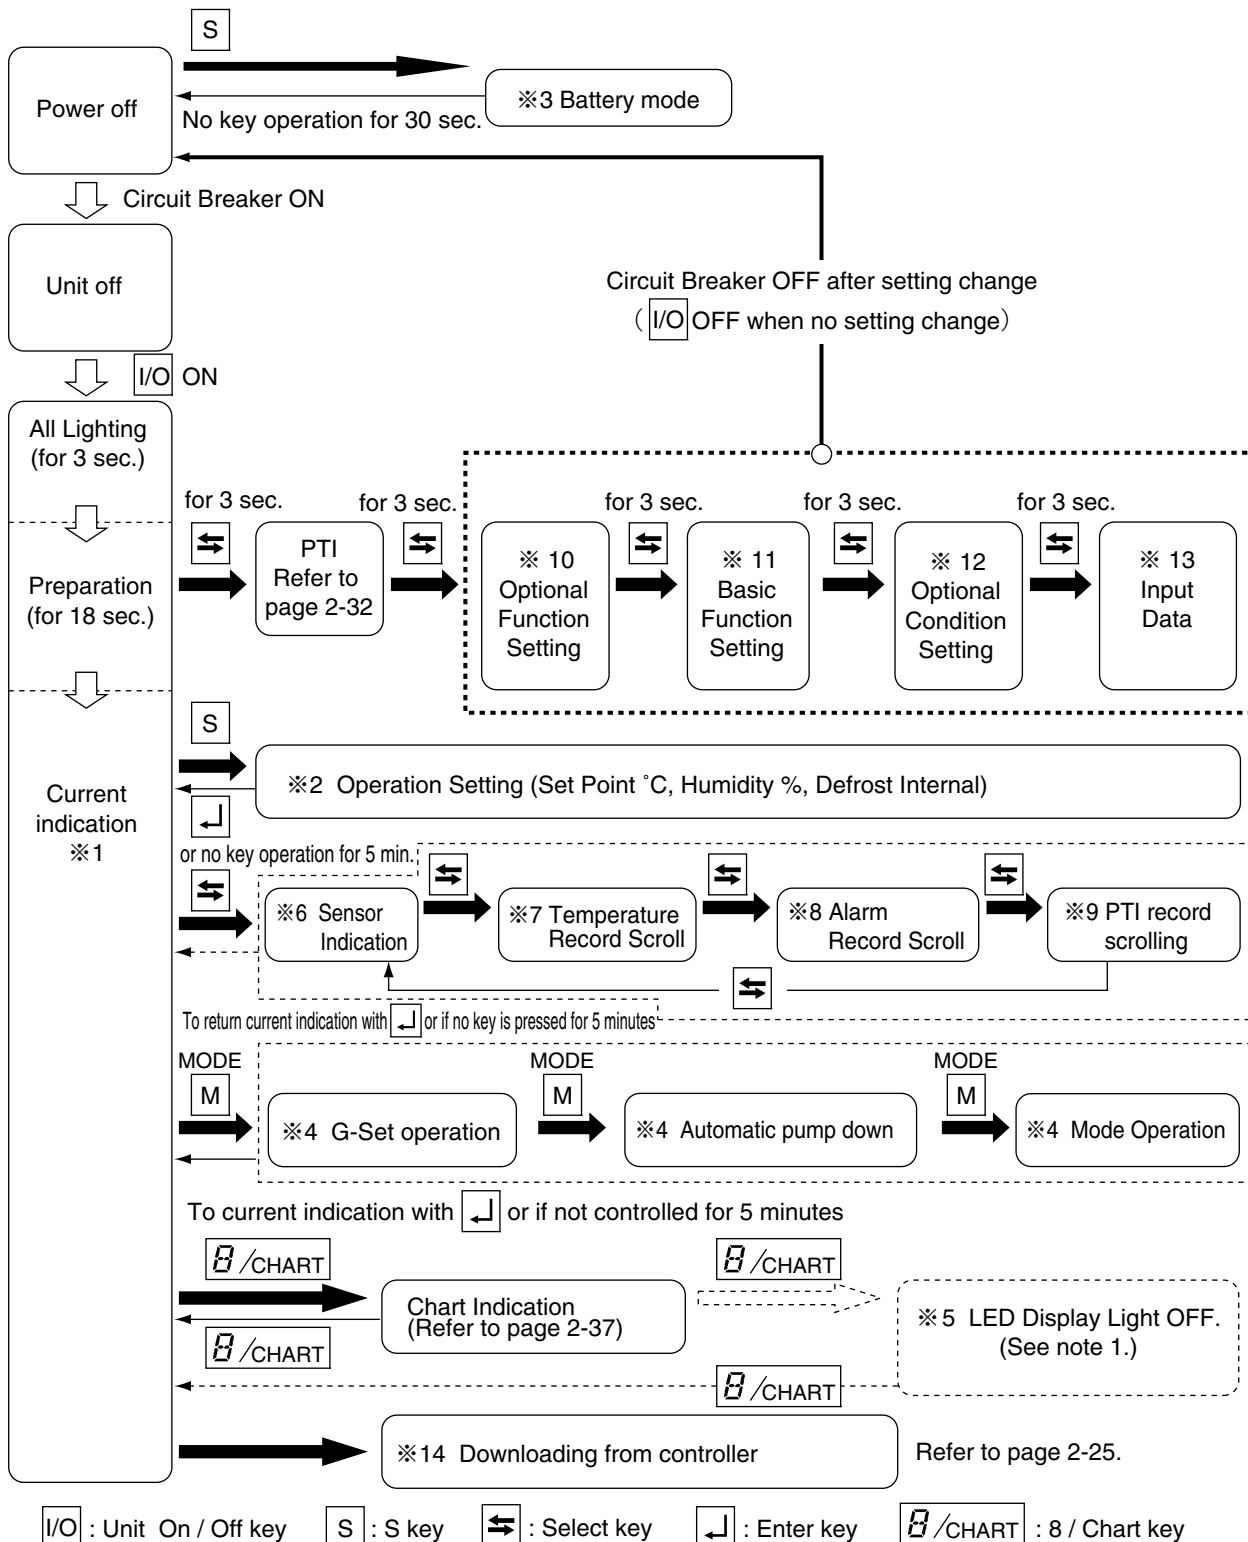 S
Power off
※3 Battery mode
No key operation for 30 sec.
Circuit Breaker ON
Unit off
Circuit Breaker OFF after setting change
( I/O OFF when no setting change)
I/O ON
All Lighting
(for 3 sec.)
for 3 sec.
for 3 sec.
for 3 sec.
for 3 sec.
for 3 sec.
Preparation
(for 18 sec.)
PTI
Refer to
page 2-32
※ 10
Optional
Function
Setting
※ 11
Basic
Function
Setting
※ 12
Optional
Condition
Setting
※ 13
Input
Data
S
※2 Operation Setting (Set Point ˚C, Humidity %, Defrost Internal)
Current
indication
※1
or no key operation for 5 min.
※6 Sensor
Indication
※7 Temperature
Record Scroll
※8 Alarm
Record Scroll
※9 PTI record
scrolling
To return current indication with or if no key is pressed for 5 minutes
MODE
M
MODE
M
MODE
M
※4 G-Set operation
※4 Automatic pump down
※4 Mode Operation
To current indication with or if not controlled for 5 minutes
8/CHART
8/CHART
Chart Indication
(Refer to page 2-37)
※5 LED Display Light OFF.
(See note 1.)
8/CHART
8/CHART
※14 Downloading from controller
Refer to page 2-25.
I/O : Unit On / Off key
S : S key
: Select key
: Enter key
8/CHART : 8 / Chart key